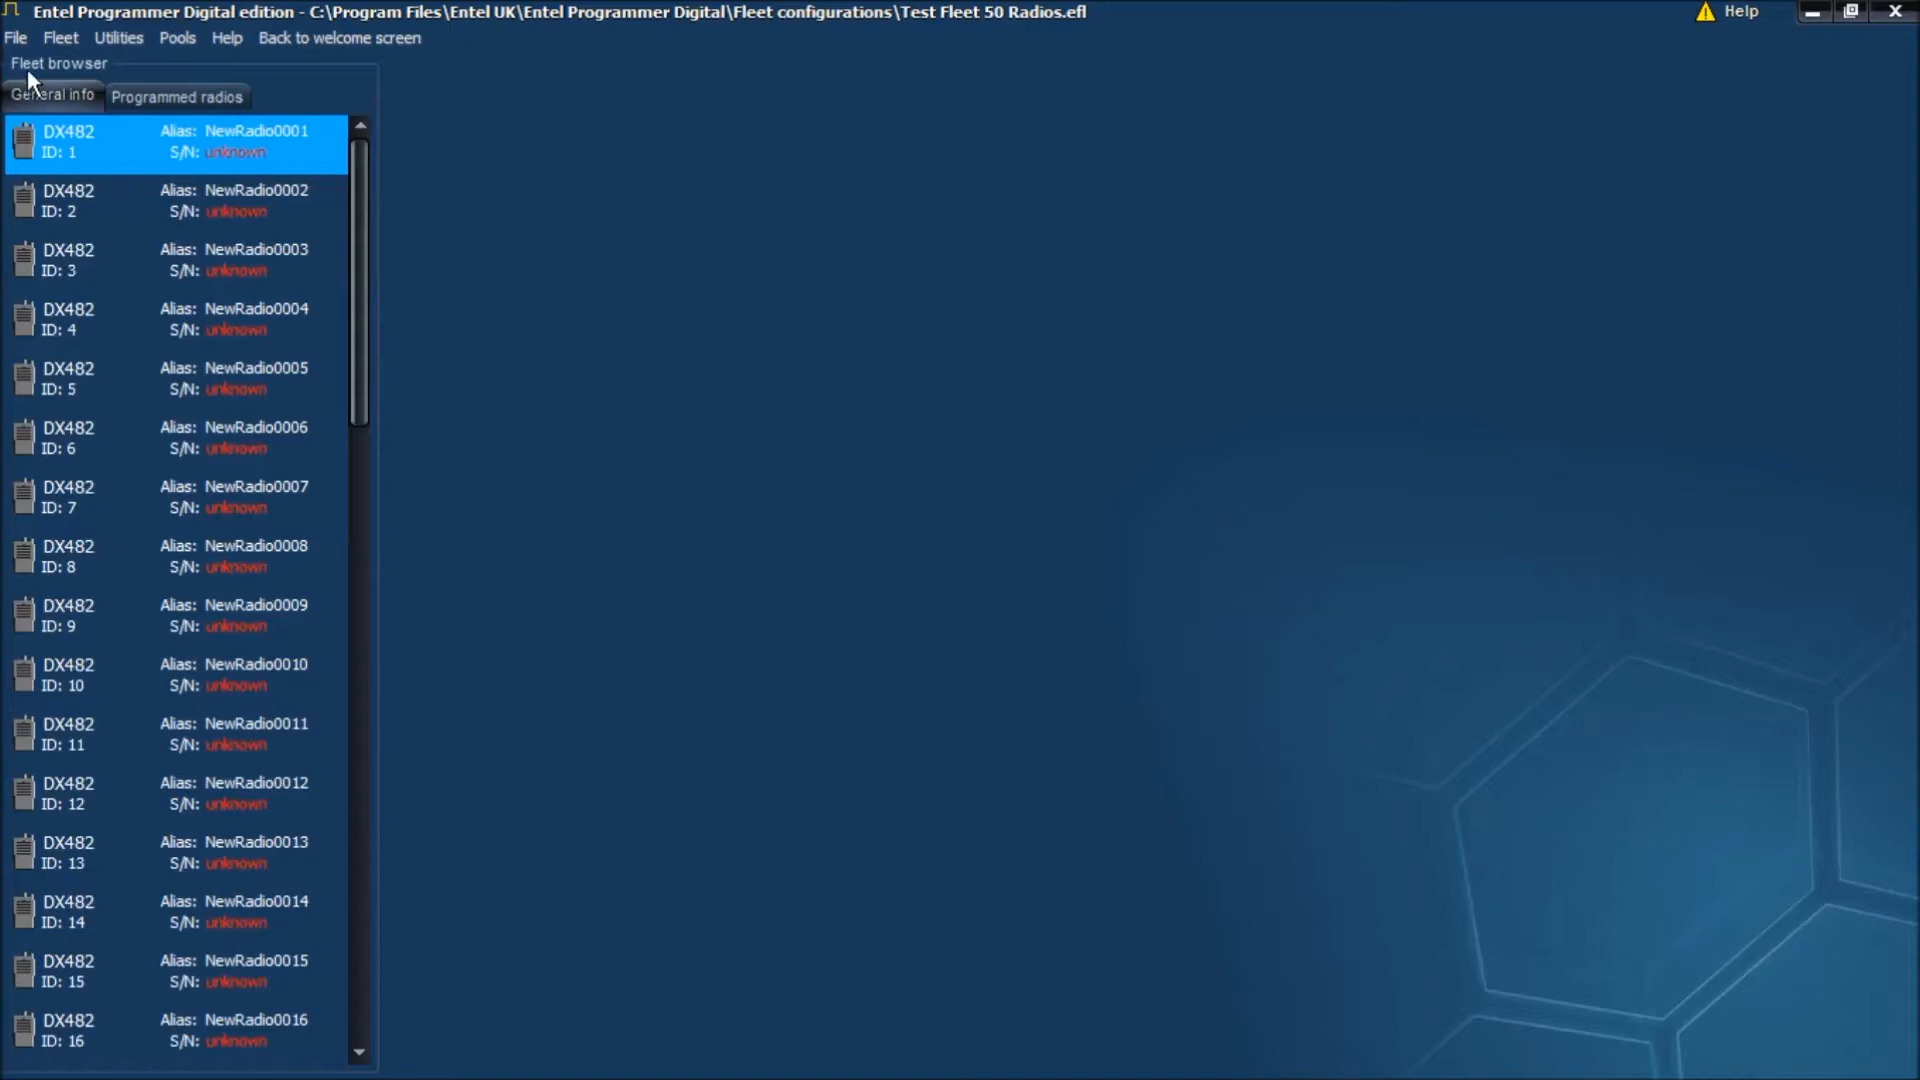 Entel Programmer Digital edition - C:\Program Files\Entel UK\Entel Programmer Digital\Fleet configurations\Test Fleet 50 Radios.efl
Help
File Fleet Utilities Pools Help Back to welcome screen
Fleet browser
General info Programmed radios
DX482 Alias: NewRadio0001
ID: 1 S/N: unknown
DX482 Alias: NewRadio0002
ID: 2 S/N: unknown
DX482 Alias: NewRadio0003
ID: 3 S/N: unknown
DX482 Alias: NewRadio0004
ID: 4 S/N: unknown
DX482 Alias: NewRadio0005
ID: 5 S/N: unknown
DX482 Alias: NewRadio0006
ID: 6 S/N: unknown
DX482 Alias: NewRadio0007
ID: 7 S/N: unknown
DX482 Alias: NewRadio0008
ID: 8 S/N: unknown
DX482 Alias: NewRadio0009
ID: 9 S/N: unknown
DX482 Alias: NewRadio0010
ID: 10 S/N: unknown
DX482 Alias: NewRadio0011
ID: 11 S/N: unknown
DX482 Alias: NewRadio0012
ID: 12 S/N: unknown
DX482 Alias: NewRadio0013
ID: 13 S/N: unknown
DX482 Alias: NewRadio0014
ID: 14 S/N: unknown
DX482 Alias: NewRadio0015
ID: 15 S/N: unknown
DX482 Alias: NewRadio0016
ID: 16 S/N: unknown